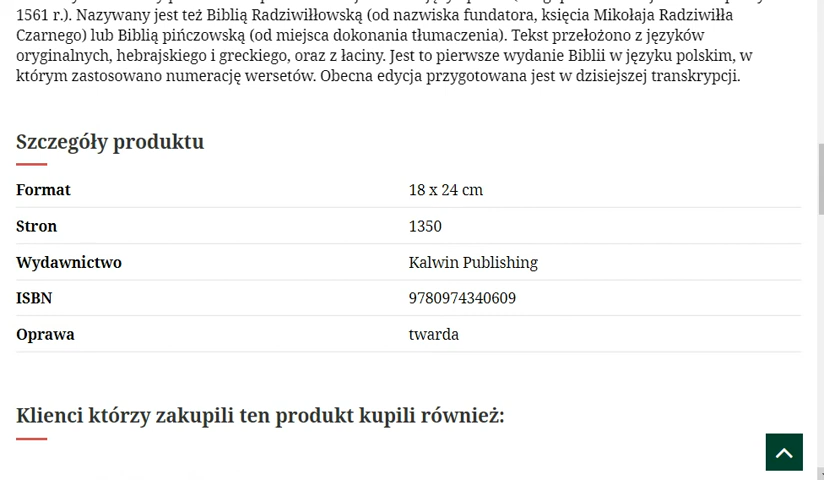 1561 r.). Nazywany jest też Biblią Radziwiłłowską (od nazwiska fundatora, księcia Mikołaja Radziwiłła
Czarnego) lub Biblią pińczowską (od miejsca dokonania tłumaczenia). Tekst przełożono z języków
oryginalnych, hebrajskiego i greckiego, oraz z łaciny. Jest to pierwsze wydanie Biblii w języku polskim, w
którym zastosowano numerację wersetów. Obecna edycja przygotowana jest w dzisiejszej transkrypcji.
Szczegóły produktu
Format 18 x 24 cm
Stron 1350
Wydawnictwo Kalwin Publishing
ISBN 9780974340609
Oprawa twarda
Klienci którzy zakupili ten produkt kupili również: